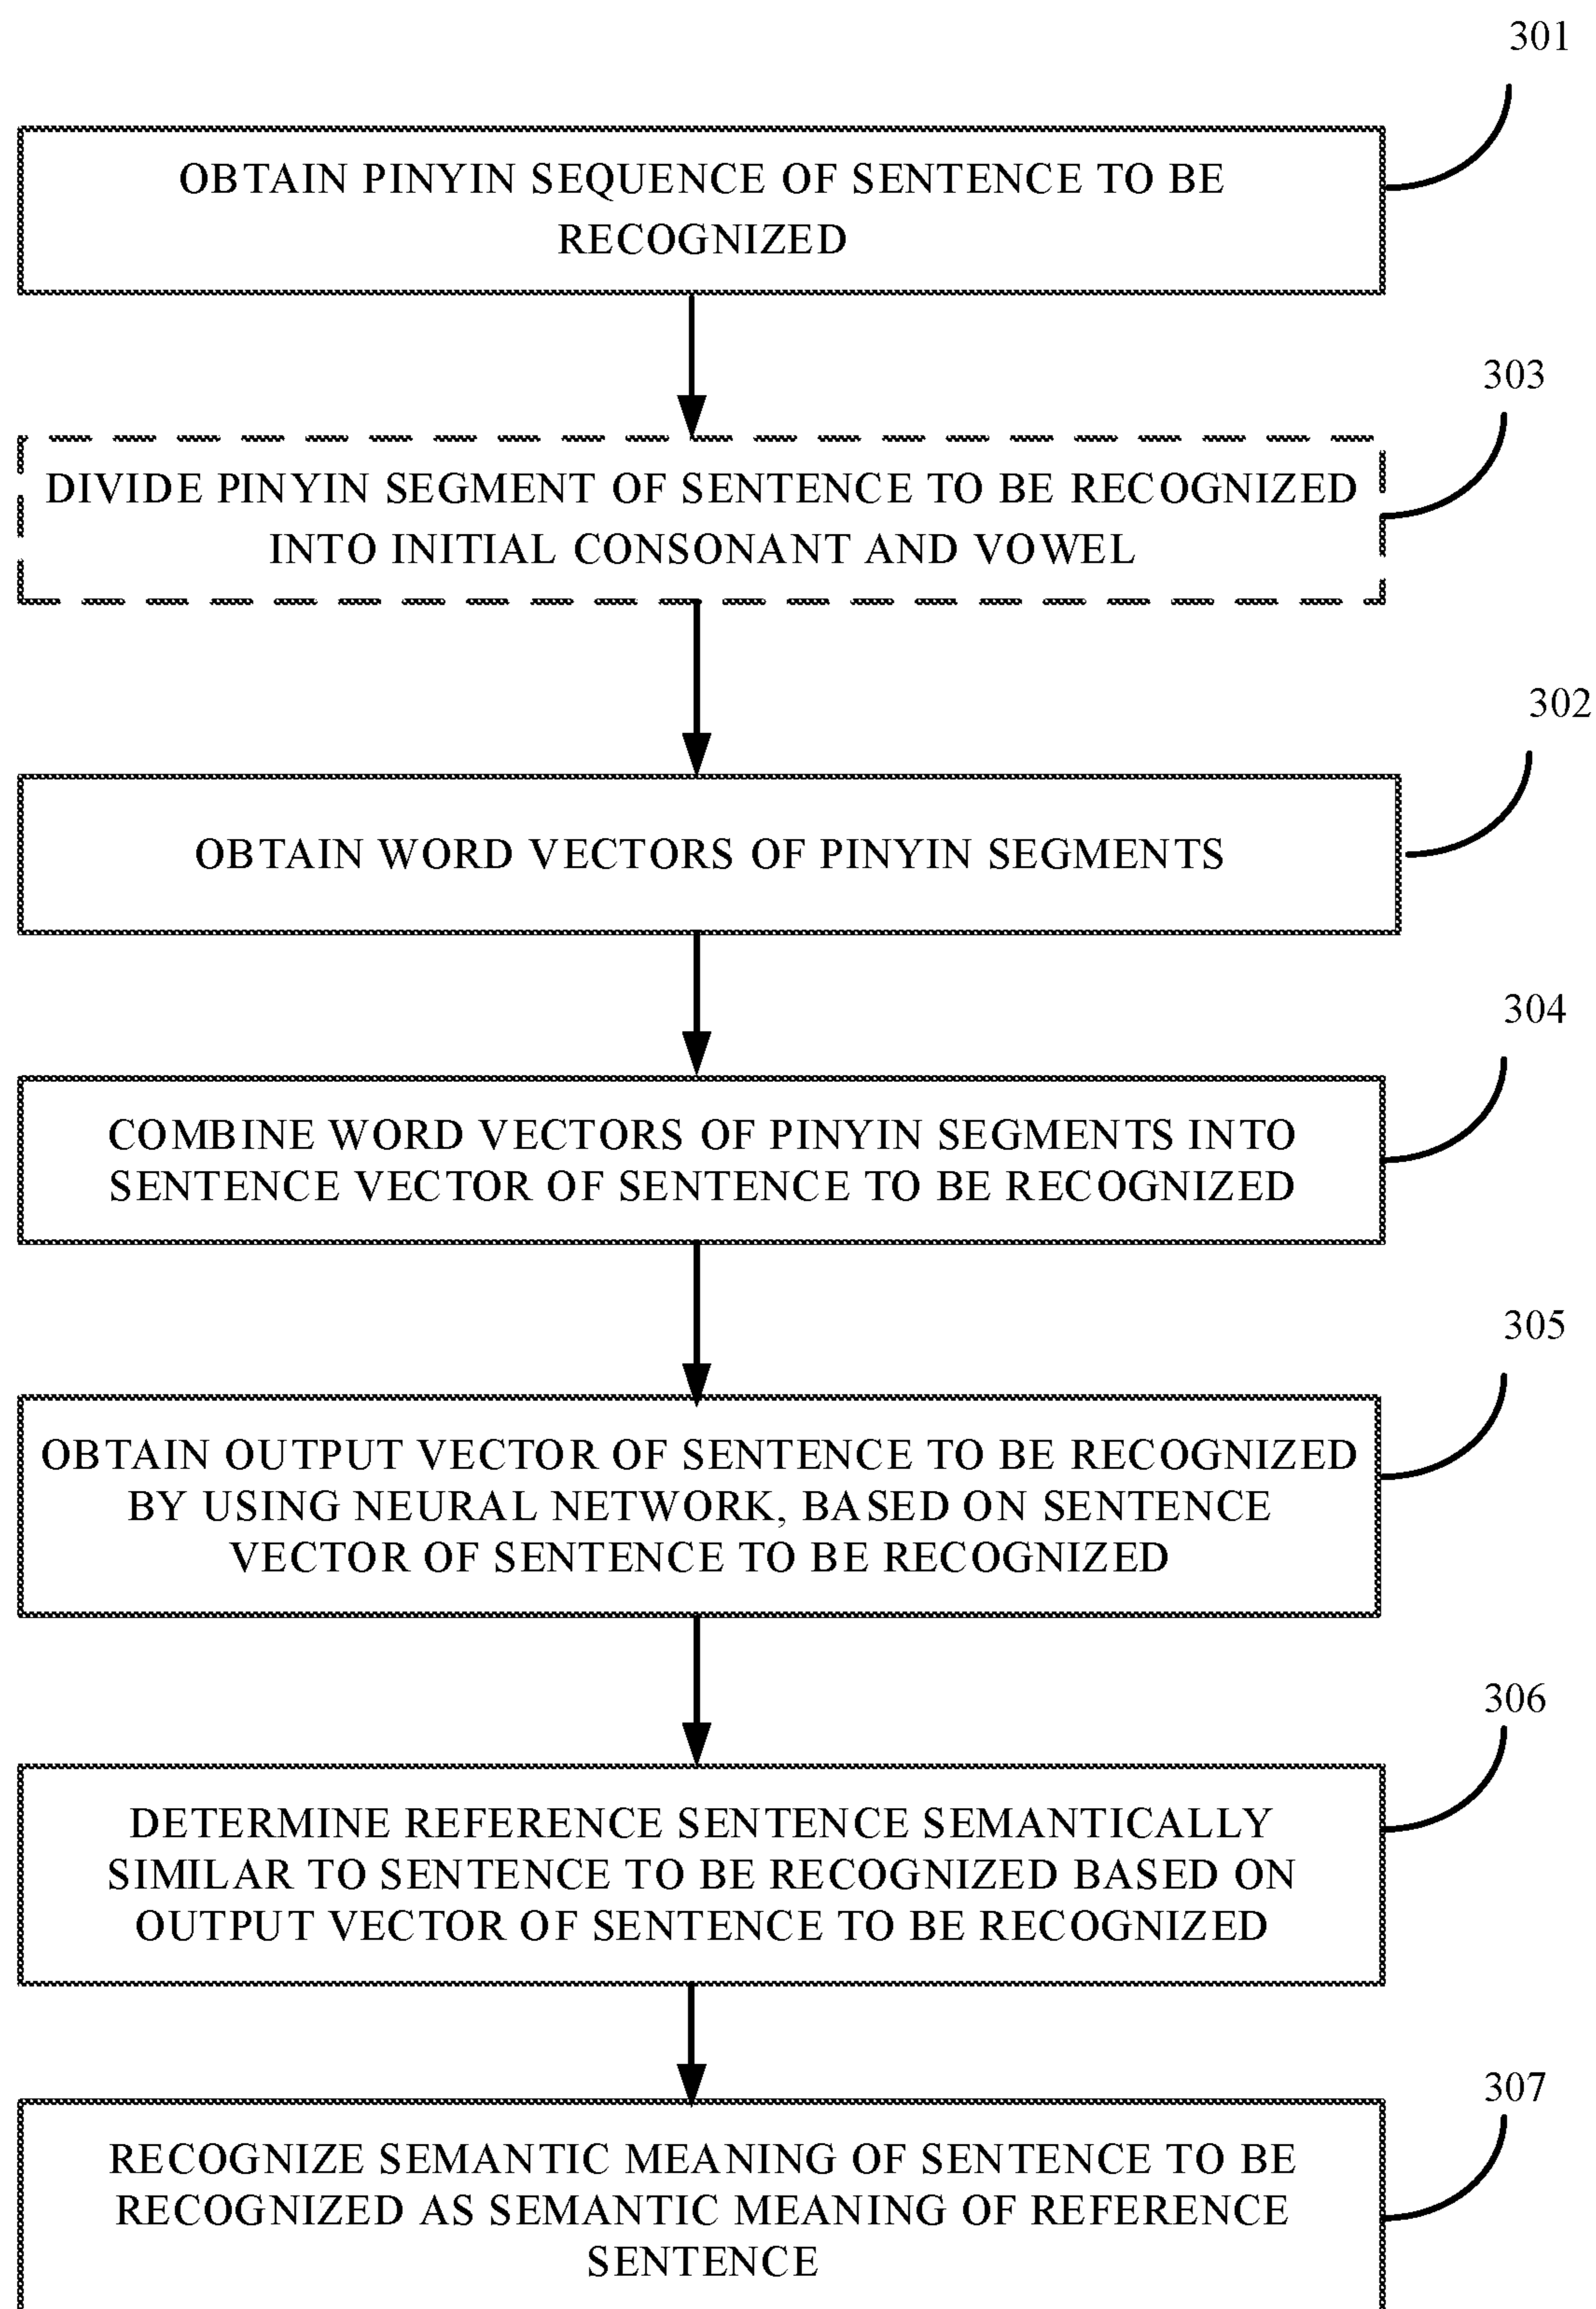 301
OBTAIN PINYIN SEQUENCE OF SENTENCE TO BE
RECOGNIZED
303
DIVIDE PINYIN SEGMENT OF SENTENCE TO BE RECOGNIZED
INTO INITIAL CONSONANT AND VOWEL
302
OBTAIN WORD VECTORS OF PINYIN SEGMENTS
304
COMBINE WORD VECTORS OF PINYIN SEGMENTS INTO
SENTENCE VECTOR OF SENTENCE TO BE RECOGNIZED
305
OBTAIN OUTPUT VECTOR OF SENTENCE TO BE RECOGNIZED
BY USING NEURAL NETWORK, BASED ON SENTENCE
VECTOR OF SENTENCE TO BE RECOGNIZED
306
DETERMINE REFERENCE SENTENCE SEMANTICALLY
SIMILAR TO SENTENCE TO BE RECOGNIZED BASED ON
OUTPUT VECTOR OF SENTENCE TO BE RECOGNIZED
307
RECOGNIZE SEMANTIC MEANING OF SENTENCE TO BE
RECOGNIZED AS SEMANTIC MEANING OF REFERENCE
SENTENCE